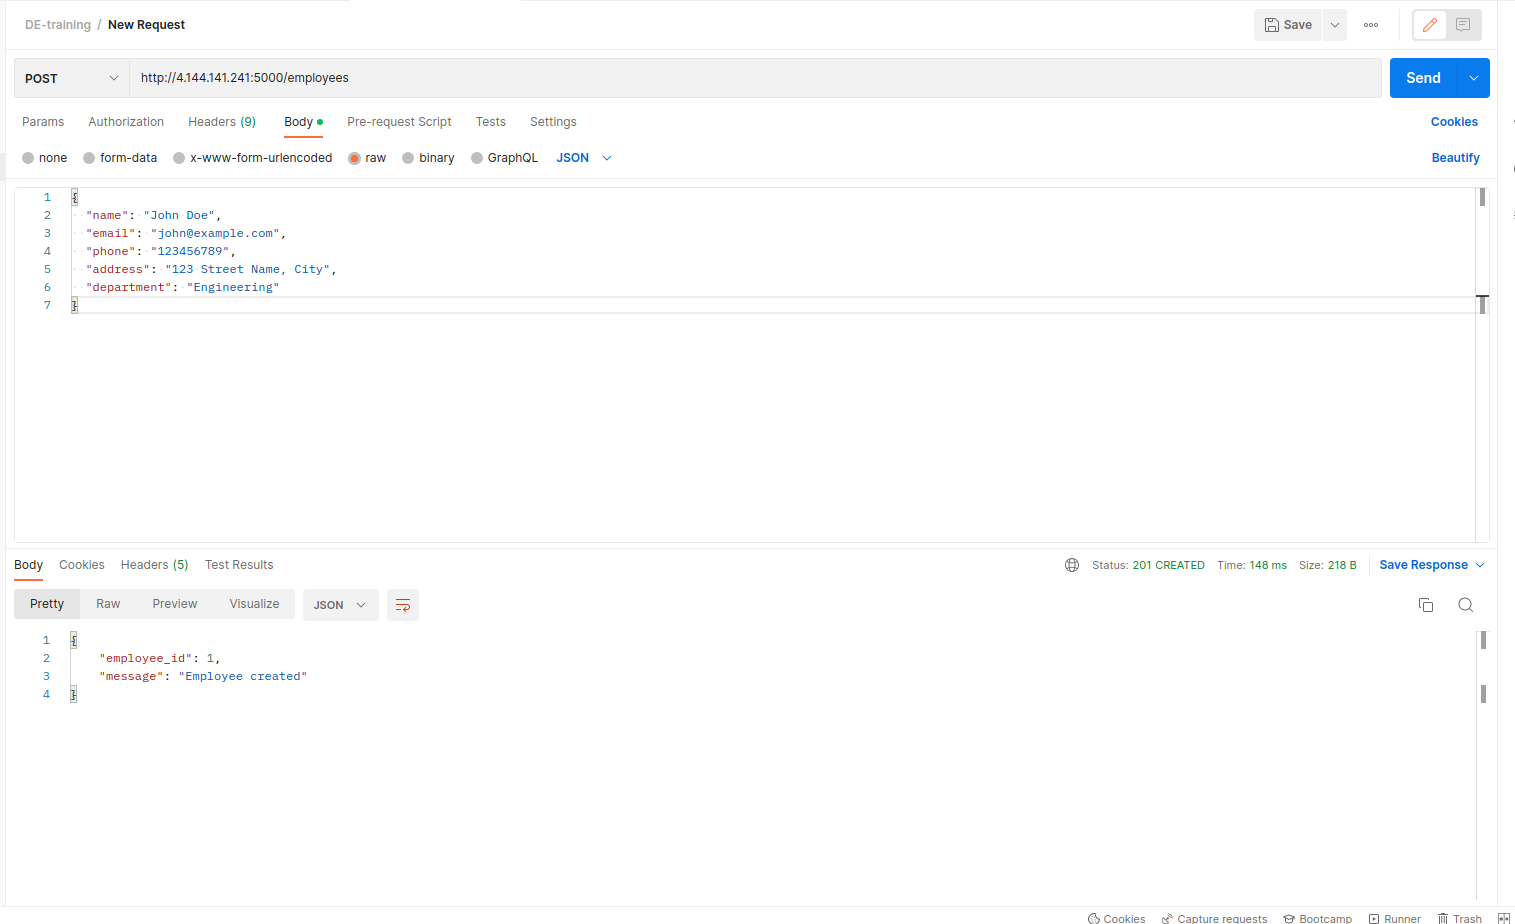 DE-training / New Request
Save
POST
http://4.144.141.241:5000/employees
Send
Params Authorization Headers (9) Body Pre-request Script Tests Settings Cookies
none form-data x-www-form-urlencoded raw binary GraphQL JSON Beautify
1 {
2 "name": "John Doe",
3 "email": "john@example.com",
4 "phone": "123456789",
5 "address": "123 Street Name, City",
6 "department": "Engineering"
7 }
Body Cookies Headers (5) Test Results Status: 201 CREATED Time: 148 ms Size: 218 B Save Response
Pretty Raw Preview Visualize JSON
1 {
2 "employee_id": 1,
3 "message": "Employee created"
4 }
Cookies Capture requests Bootcamp Runner Trash